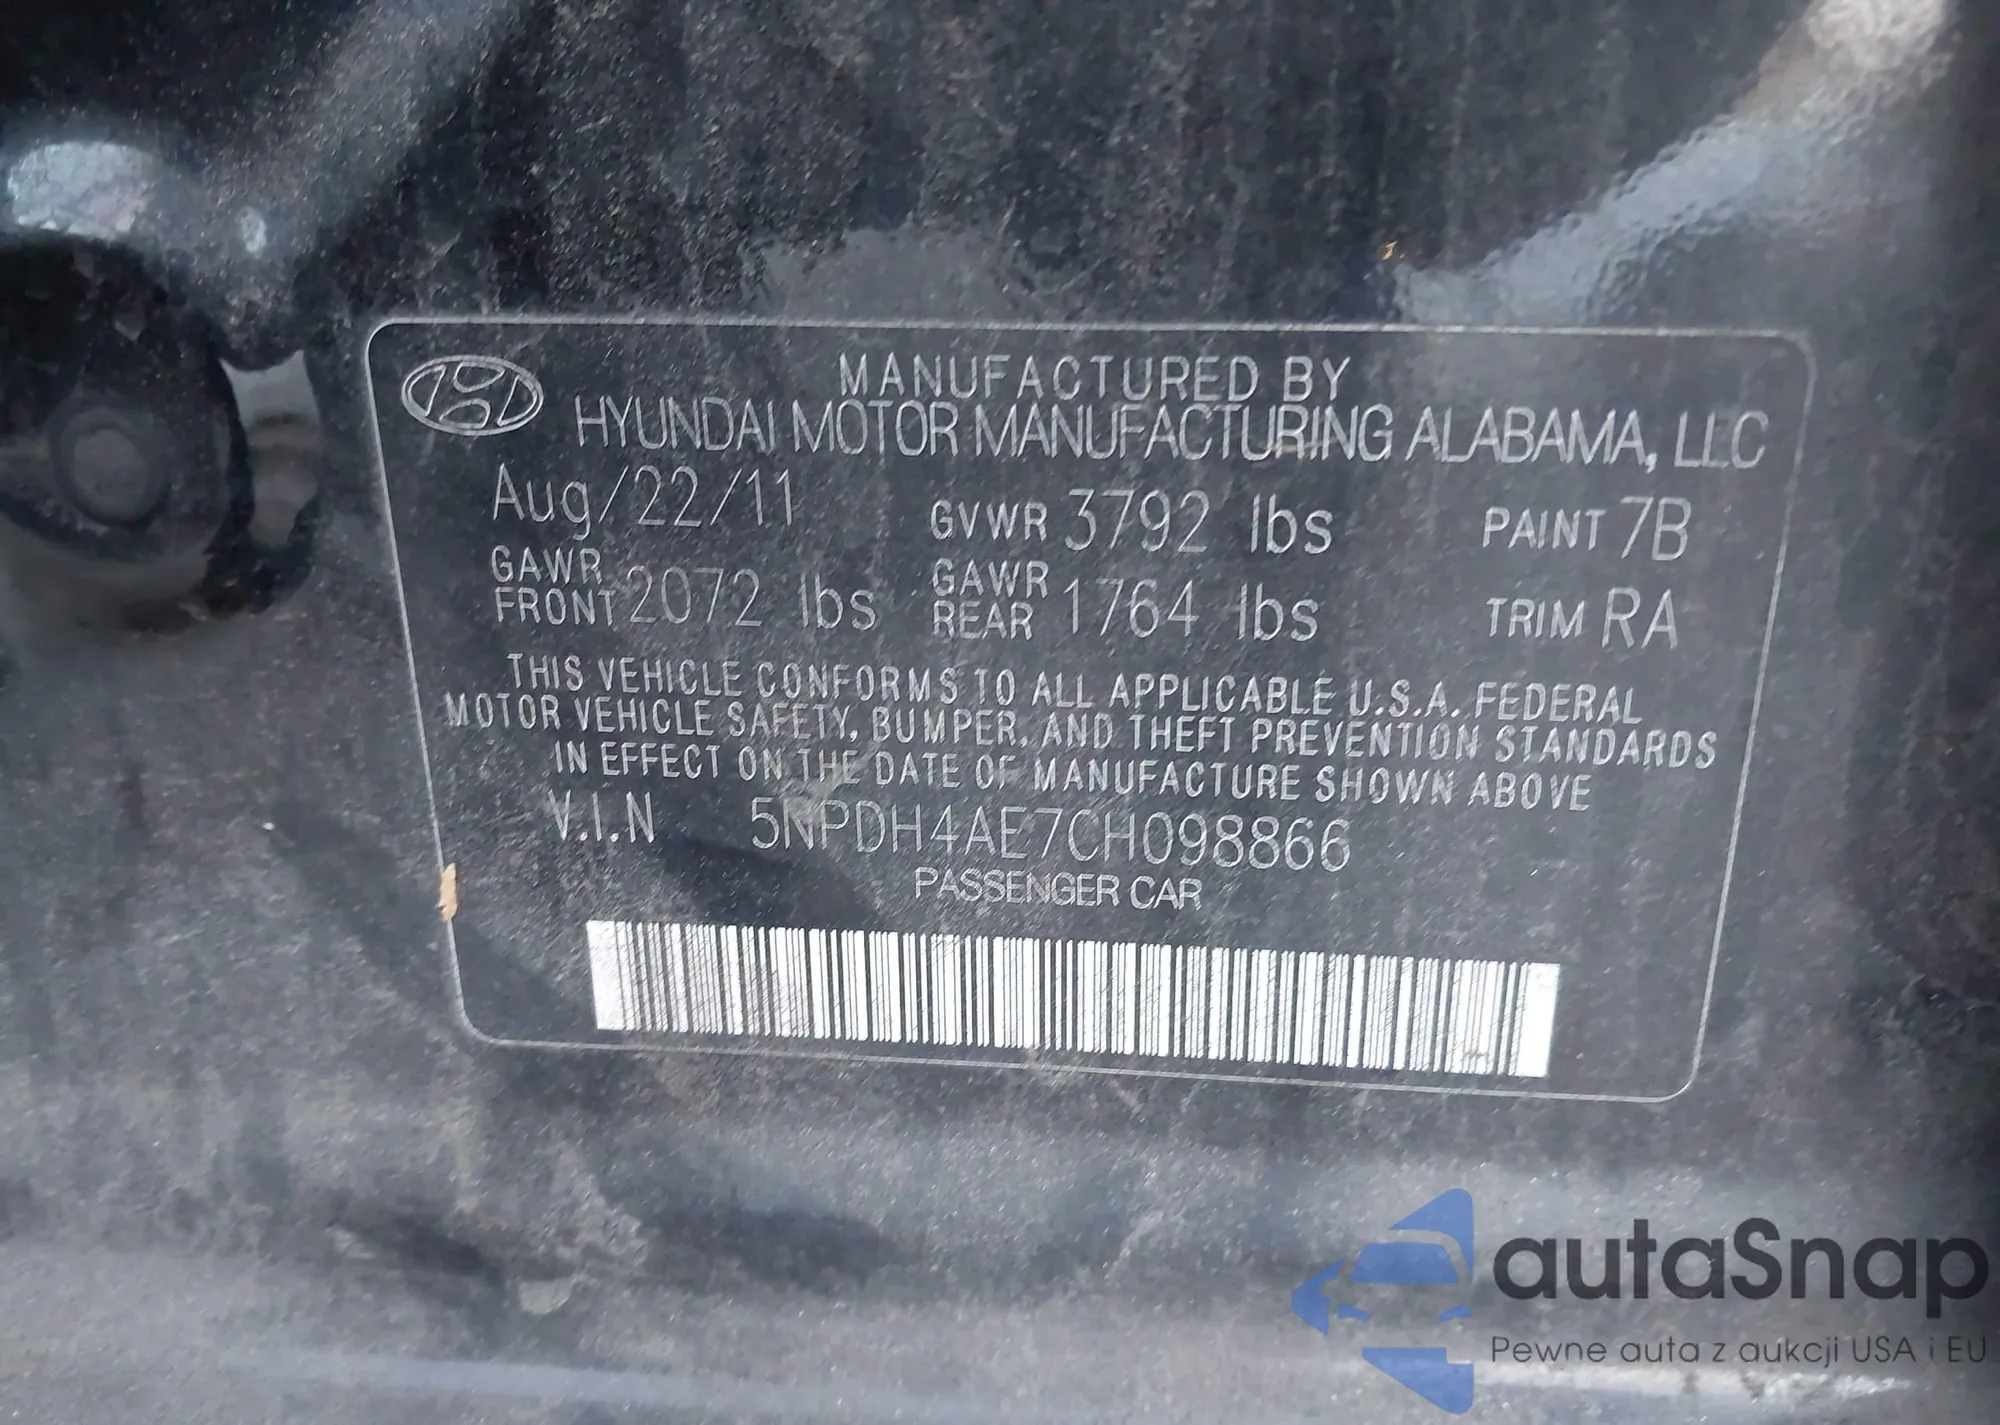 MANUFACTURED BY
HYUNDAI MOTOR MANUFACTURING ALABAMA, LLC
Aug/22/11 GVWR 3792 lbs PAINT 7B
GAWR FRONT 2072 lbs GAWR REAR 1764 lbs TRIM RA
THIS VEHICLE CONFORMS TO ALL APPLICABLE U.S.A. FEDERAL
MOTOR VEHICLE SAFETY, BUMPER, AND THEFT PREVENTION STANDARDS
IN EFFECT ON THE DATE OF MANUFACTURE SHOWN ABOVE
V.I.N 5NPDH4AE7CH098866
PASSENGER CAR
autaSnap
Pewne auta z aukcji USA i EU